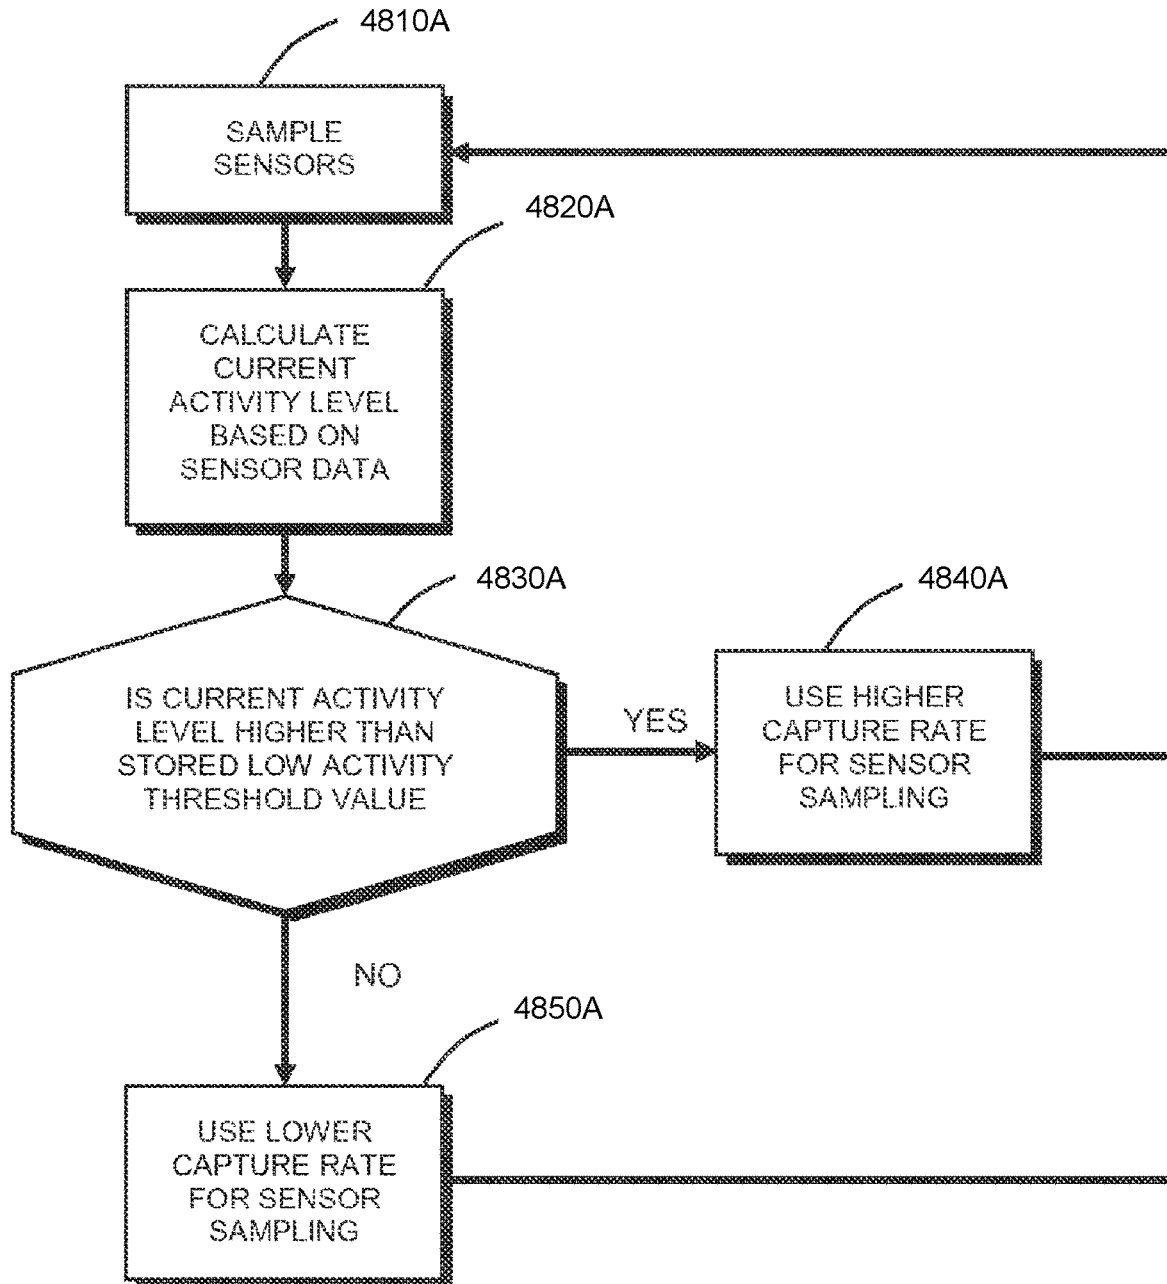 4810A
SAMPLE
SENSORS
4820A
CALCULATE
CURRENT
ACTIVITY LEVEL
BASED ON
SENSOR DATA
4830A
IS CURRENT ACTIVITY
LEVEL HIGHER THAN
STORED LOW ACTIVITY
THRESHOLD VALUE
YES
4840A
USE HIGHER
CAPTURE RATE
FOR SENSOR
SAMPLING
NO
4850A
USE LOWER
CAPTURE RATE
FOR SENSOR
SAMPLING